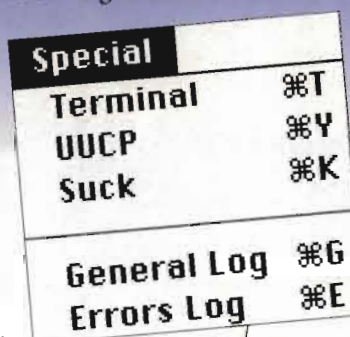 Special
Terminal ⌘T
UUCP ⌘Y
Suck ⌘K
General Log ⌘G
Errors Log ⌘E